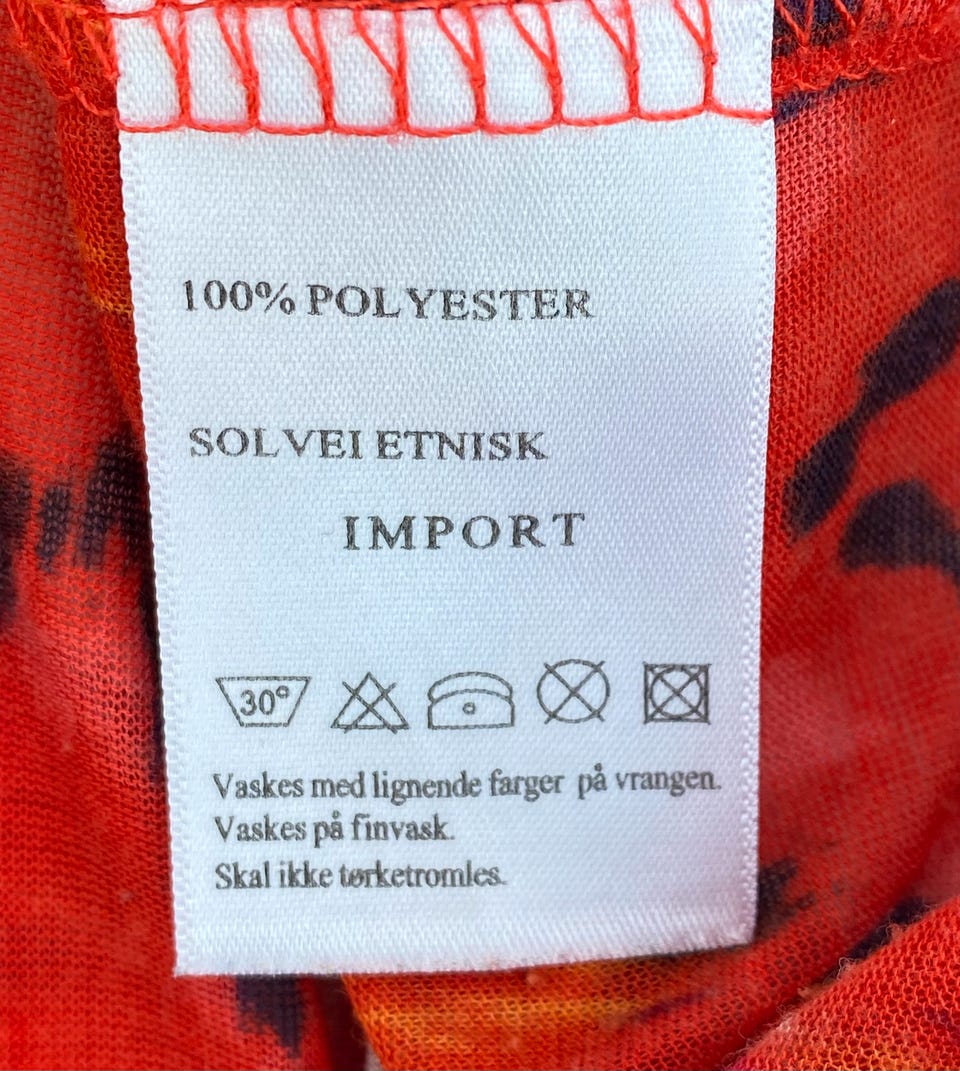 100% POLYESTER
SOLVEI ETNISK
IMPORT
30°
Vaskes med lignende farger på vrangen.
Vaskes på finvask.
Skal ikke tørketromles.